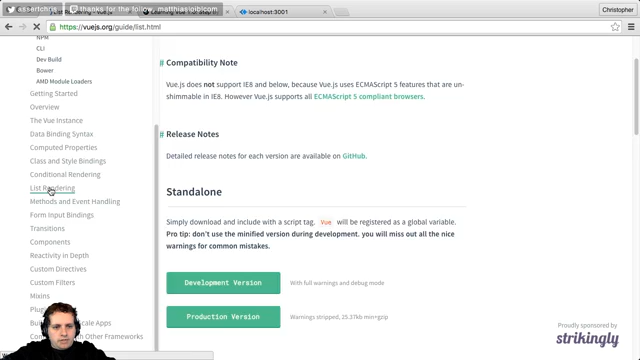 assertchris
thanks for the follow, matthiasloibl.com!
localhost:3001
Christopher
https://vuejs.org/guide/list.html
NPM
CLI
Dev Build
Bower
AMD Module Loaders
Getting Started
Overview
The Vue Instance
Data Binding Syntax
Computed Properties
Class and Style Bindings
Conditional Rendering
List Rendering
Methods and Event Handling
Form Input Bindings
Transitions
Components
Reactivity in Depth
Custom Directives
Custom Filters
Mixins
# Compatibility Note
Vue.js does not support IE8 and below, because Vue.js uses ECMAScript 5 features that are un-
shimmable in IE8. However Vue.js supports all ECMAScript 5 compliant browsers.
# Release Notes
Detailed release notes for each version are available on GitHub.
Standalone
Simply download and include with a script tag. Vue will be registered as a global variable.
Pro tip: don't use the minified version during development. you will miss out all the nice
warnings for common mistakes.
Development Version
With full warnings and debug mode
Production Version
Warnings stripped, 25.37kb min+gzip
Proudly sponsored by
strikingly